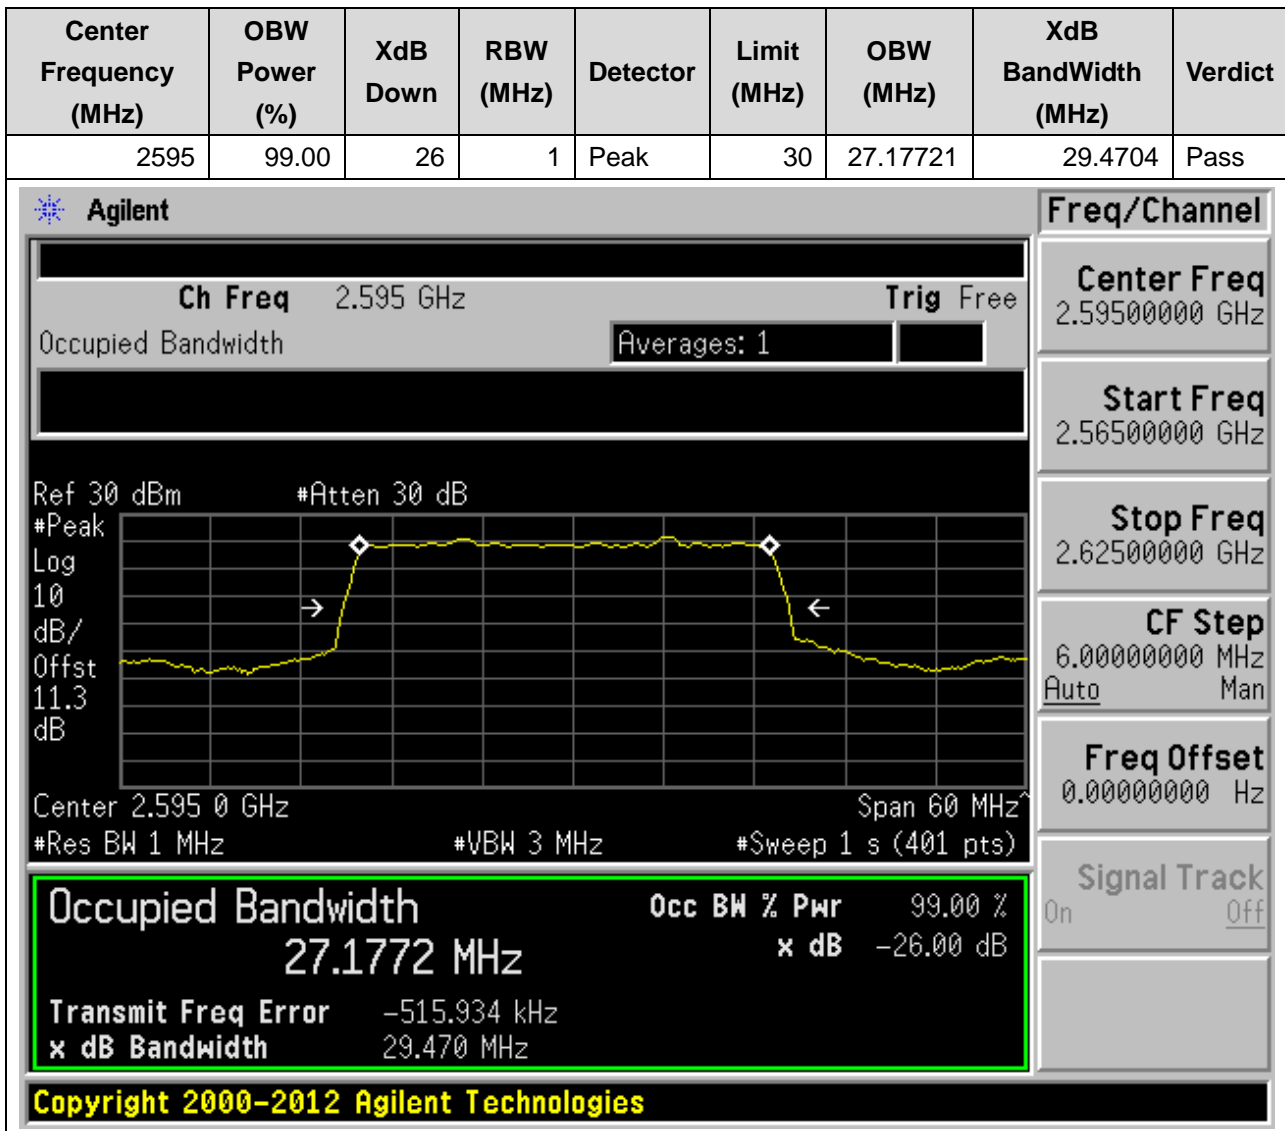 Center Frequency (MHz) OBW Power (%) XdB Down RBW (MHz) Detector Limit (MHz) OBW (MHz) XdB BandWidth (MHz) Verdict
2595 99.00 26 1 Peak 30 27.17721 29.4704 Pass
Agilent
Freq/Channel
Ch Freq 2.595 GHz Trig Free
Occupied Bandwidth Averages: 1
Center Freq
2.59500000 GHz
Start Freq
2.56500000 GHz
Stop Freq
2.62500000 GHz
CF Step
6.00000000 MHz
Auto Man
Freq Offset
0.00000000 Hz
Signal Track
On Off
Ref 30 dBm #Atten 30 dB
#Peak
Log
10
dB/
Offst
11.3
dB
Center 2.595 0 GHz Span 60 MHz^
#Res BW 1 MHz #VBW 3 MHz #Sweep 1 s (401 pts)
Occupied Bandwidth Occ BW % Pwr 99.00 %
27.1772 MHz x dB -26.00 dB
Transmit Freq Error -515.934 kHz
x dB Bandwidth 29.470 MHz
Copyright 2000-2012 Agilent Technologies